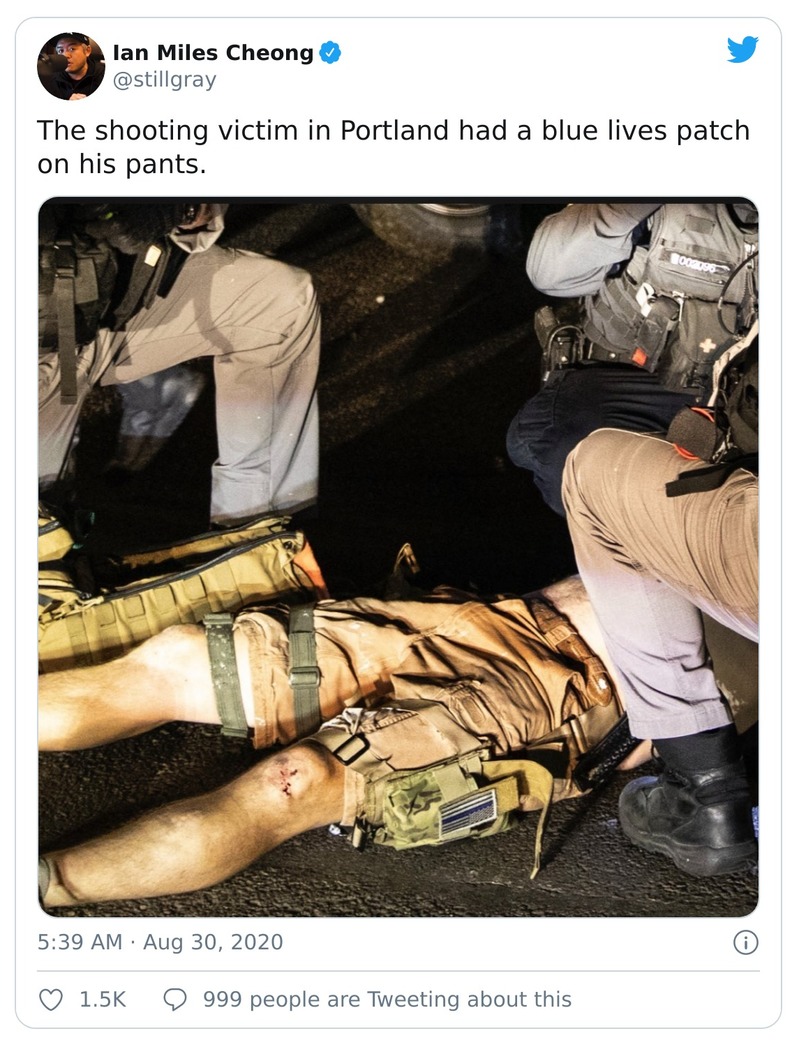 Ian Miles Cheong
@stillgray
The shooting victim in Portland had a blue lives patch
on his pants.
5:39 AM · Aug 30, 2020
1.5K
999 people are Tweeting about this